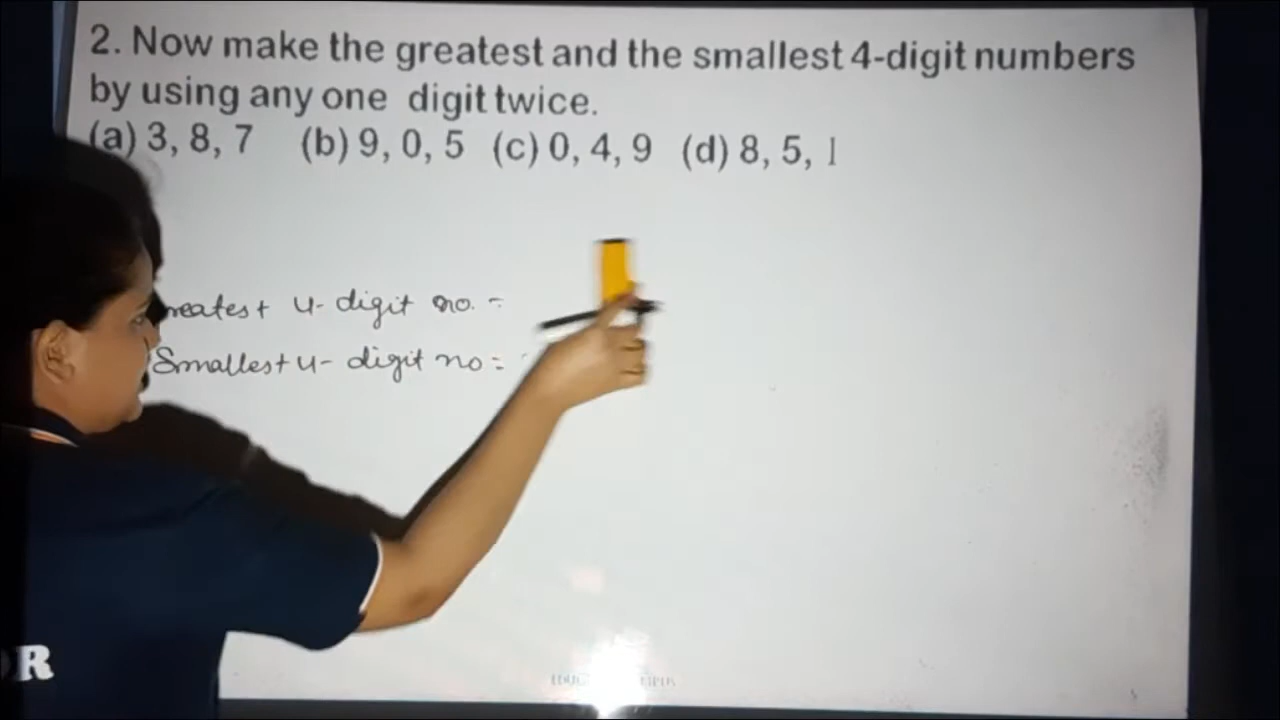 2. Now make the greatest and the smallest 4-digit numbers
by using any one digit twice.
(a) 3, 8, 7 (b) 9, 0, 5 (c) 0, 4, 9 (d) 8, 5, 1
reatest 4-digit no. =
Smallest 4-digit no =
R